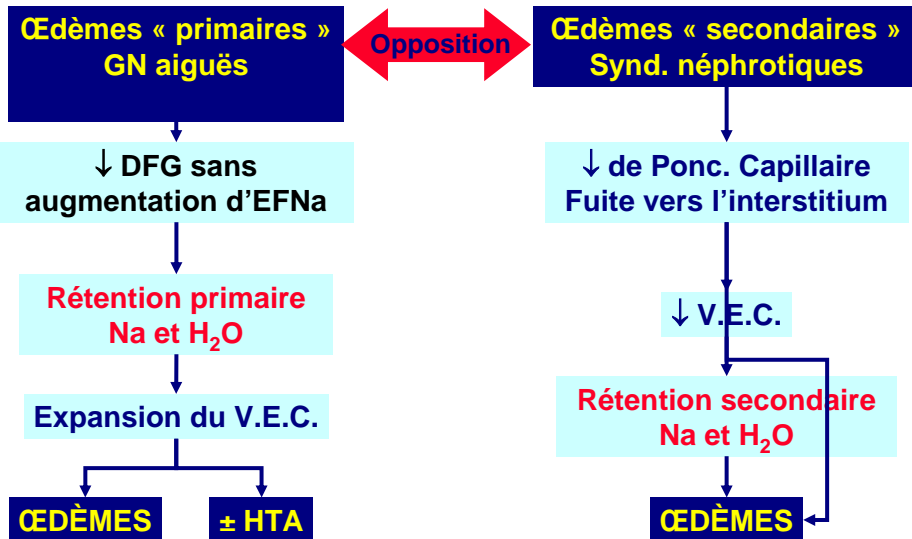 Œdèmes « primaires »
GN aiguës
Opposition
Œdèmes « secondaires »
Synd. néphrotiques
↓ DFG sans
augmentation d'EFNa
Rétention primaire
Na et H₂O
Expansion du V.E.C.
ŒDÈMES
± HTA
↓ de Ponc. Capillaire
Fuite vers l'interstitium
↓ V.E.C.
Rétention secondaire
Na et H₂O
ŒDÈMES